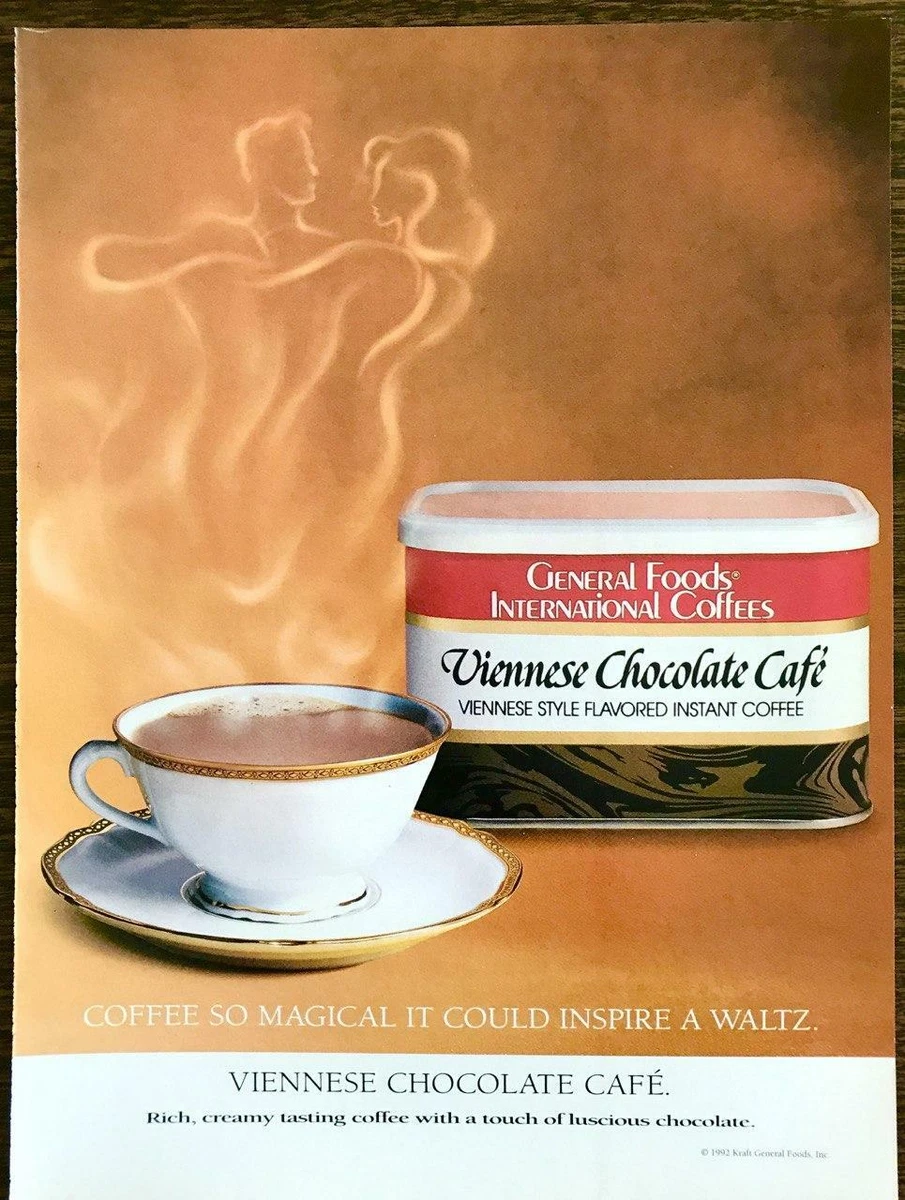 GENERAL FOODS®
INTERNATIONAL COFFEES
Viennese Chocolate Café
VIENNESE STYLE FLAVORED INSTANT COFFEE
COFFEE SO MAGICAL IT COULD INSPIRE A WALTZ.
VIENNESE CHOCOLATE CAFÉ.
Rich, creamy tasting coffee with a touch of luscious chocolate.
© 1992 Kraft General Foods, Inc.